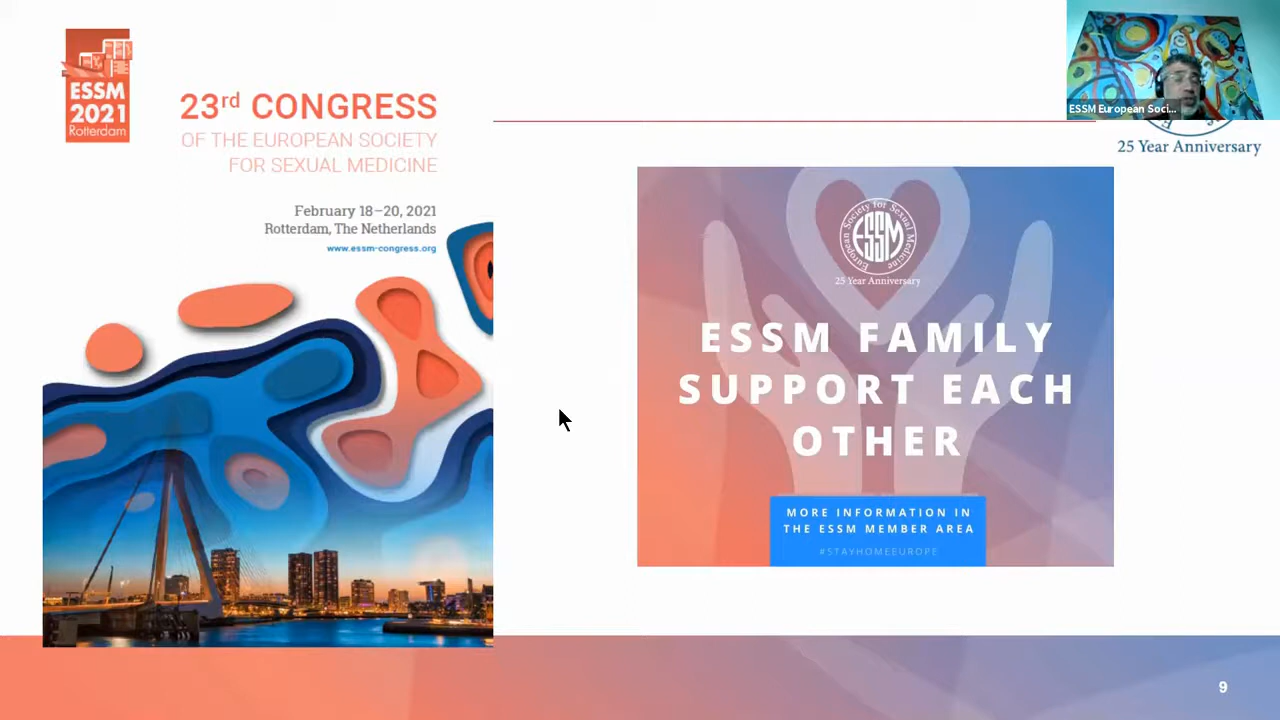 ESSM
2021
Rotterdam
23rd CONGRESS
OF THE EUROPEAN SOCIETY
FOR SEXUAL MEDICINE
February 18–20, 2021
Rotterdam, The Netherlands
www.essm-congress.org
ESSM European Soci...
25 Year Anniversary
European Society for Sexual Medicine
ESSM
25 Year Anniversary
ESSM FAMILY
SUPPORT EACH
OTHER
MORE INFORMATION IN
THE ESSM MEMBER AREA
#STAYHOMEEUROPE
9